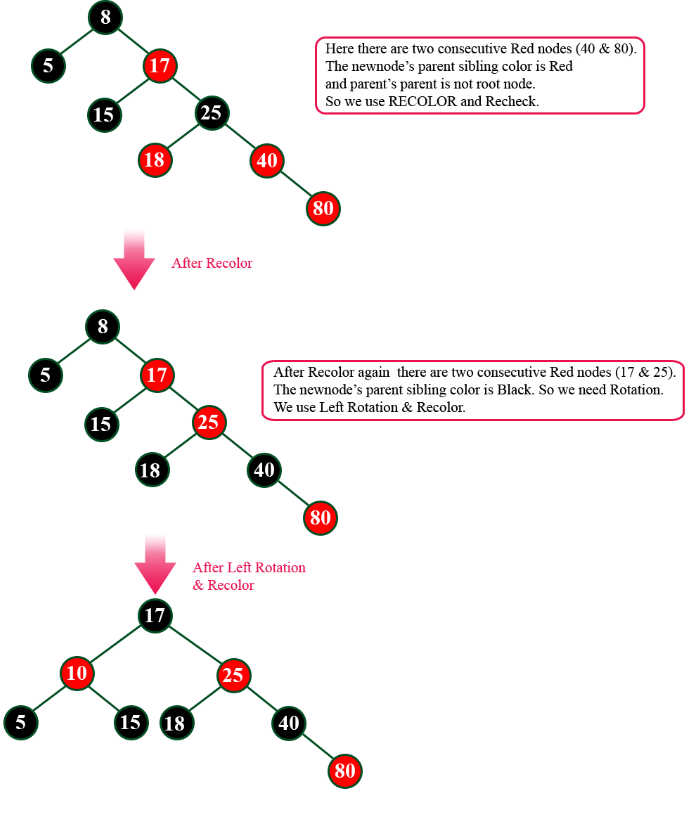 8
5
17
15
25
18
40
80
Here there are two consecutive Red nodes (40 & 80).
The newnode's parent sibling color is Red
and parent's parent is not root node.
So we use RECOLOR and Recheck.
After Recolor
8
5
17
15
25
18
40
80
After Recolor again there are two consecutive Red nodes (17 & 25).
The newnode's parent sibling color is Black. So we need Rotation.
We use Left Rotation & Recolor.
After Left Rotation
& Recolor
17
10
25
5
15
18
40
80